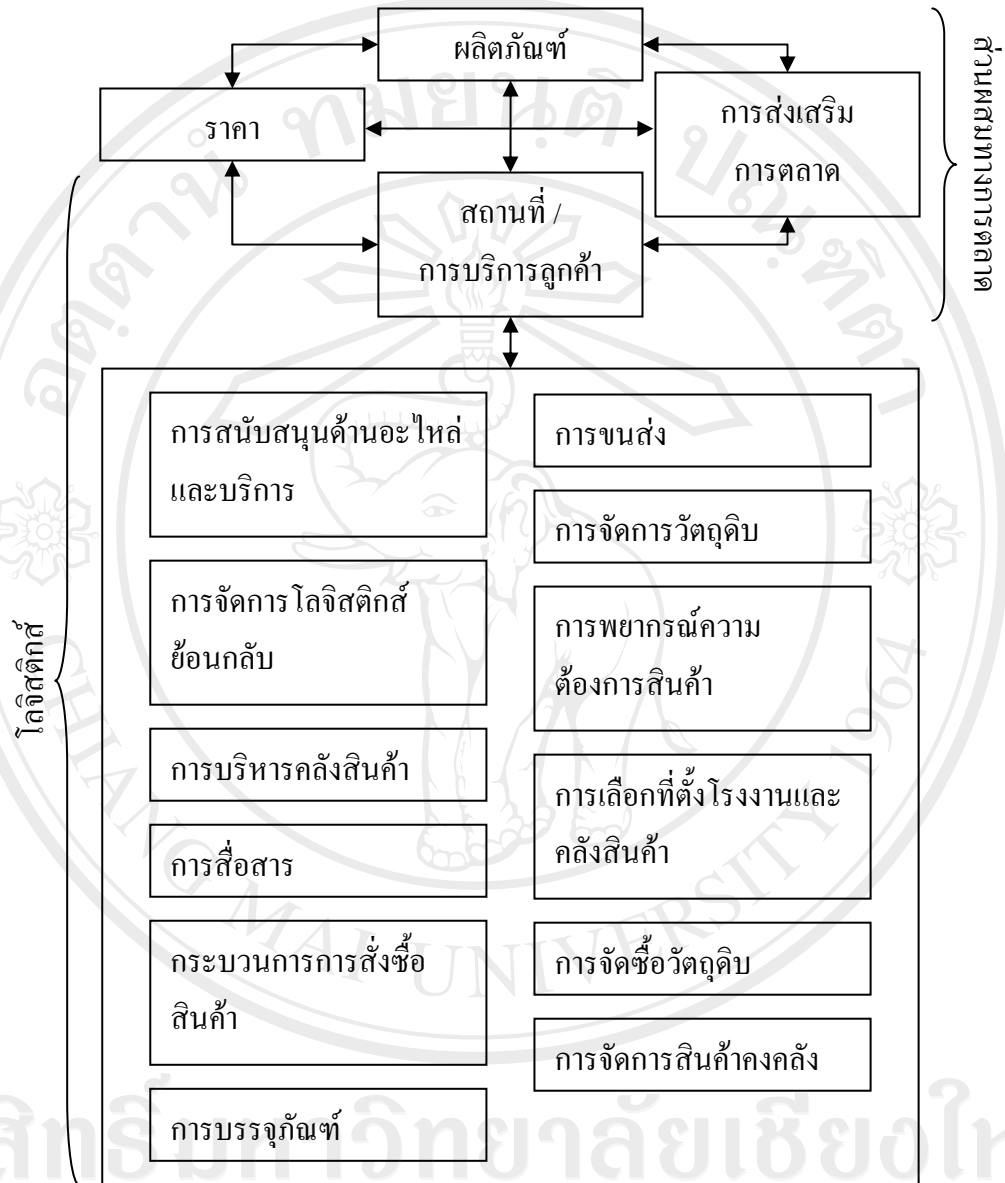 ผลิตภัณฑ์
ราคา
การส่งเสริม
การตลาด
สถานที่ /
การบริการลูกค้า
ส่วนผสมทางการตลาด
โลจิสติกส์
การสนับสนุนด้านอะไหล่
และบริการ
การจัดการโลจิสติกส์
ย้อนกลับ
การบริหารคลังสินค้า
การสื่อสาร
กระบวนการการสั่งซื้อ
สินค้า
การบรรจุภัณฑ์
การขนส่ง
การจัดการวัตถุดิบ
การพยากรณ์ความ
ต้องการสินค้า
การเลือกที่ตั้งโรงงานและ
คลังสินค้า
การจัดซื้อวัตถุดิบ
การจัดการสินค้าคงคลัง
CHIANG MAI UNIVERSITY 1964